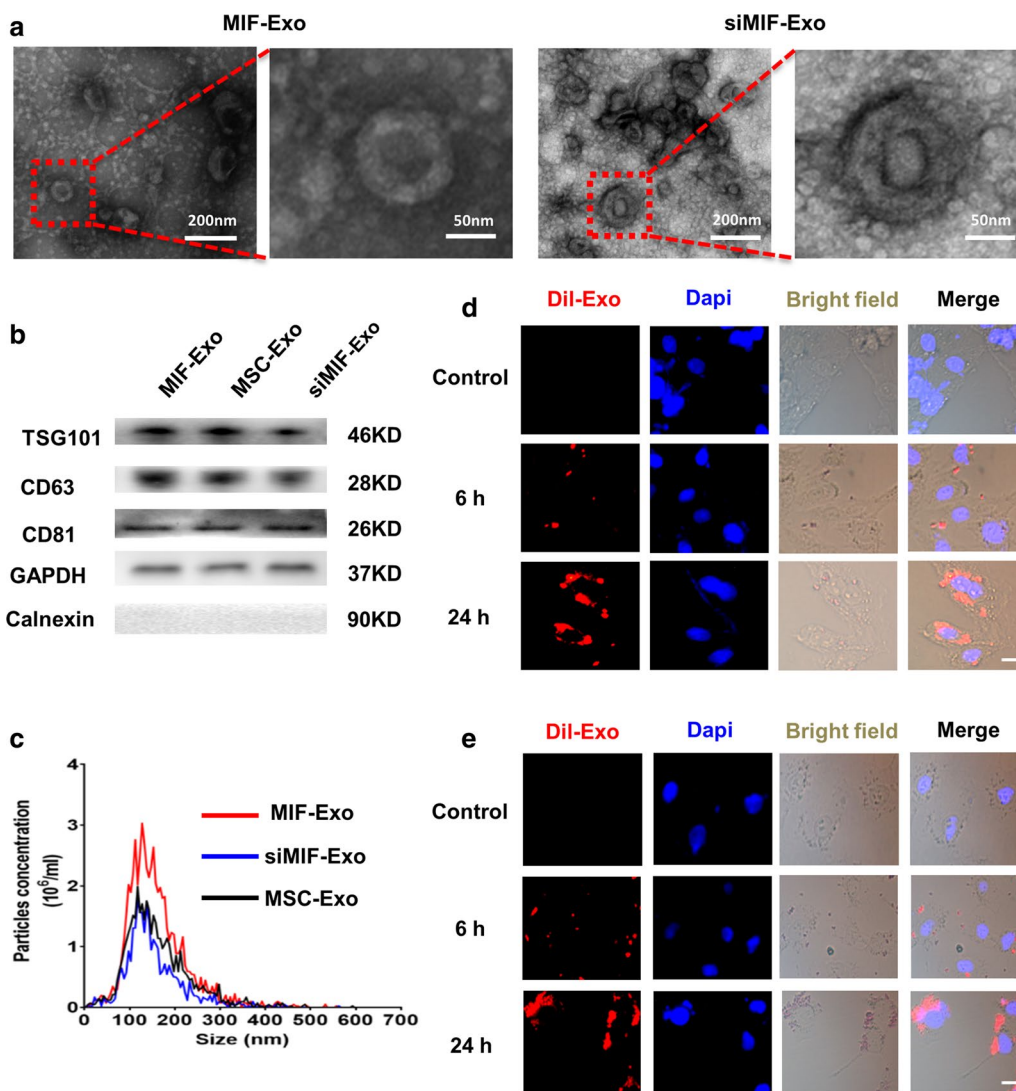 a
MIF-Exo
siMIF-Exo
200nm
50nm
200nm
50nm
b
MIF-Exo
MSC-Exo
siMIF-Exo
TSG101
46KD
CD63
28KD
CD81
26KD
GAPDH
37KD
Calnexin
90KD
c
4
3
2
1
0
Particles concentration
(10⁶/ml)
MIF-Exo
siMIF-Exo
MSC-Exo
0 100 200 300 400 500 600 700
Size (nm)
d
Dil-Exo Dapi Bright field Merge
Control
6 h
24 h
e
Dil-Exo Dapi Bright field Merge
Control
6 h
24 h